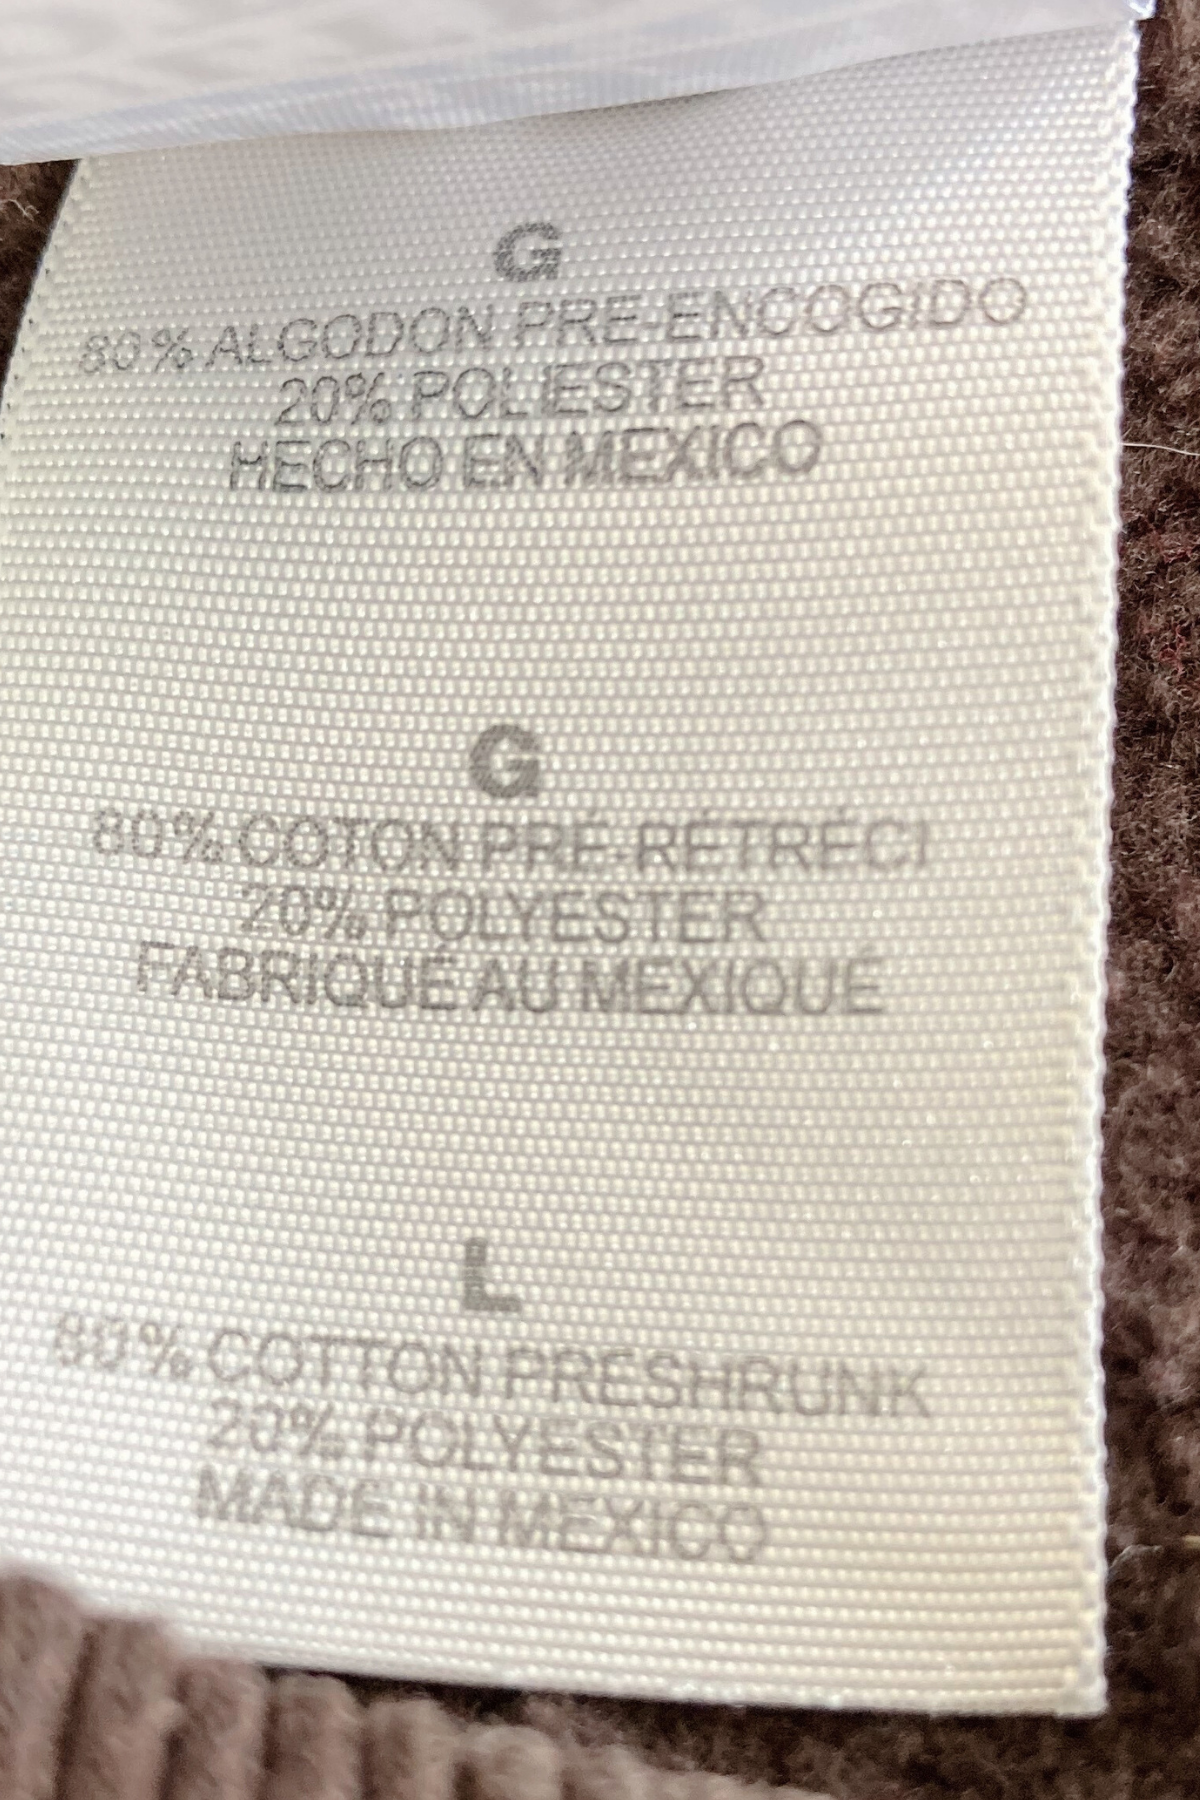 G
80% ALGODON PRE-ENCOGIDO
20% POLIESTER
HECHO EN MEXICO
G
80% COTON PRÉ-RÉTRÉCI
20% POLYESTER
FABRIQUÉ AU MEXIQUE
L
80% COTTON PRESHRUNK
20% POLYESTER
MADE IN MEXICO